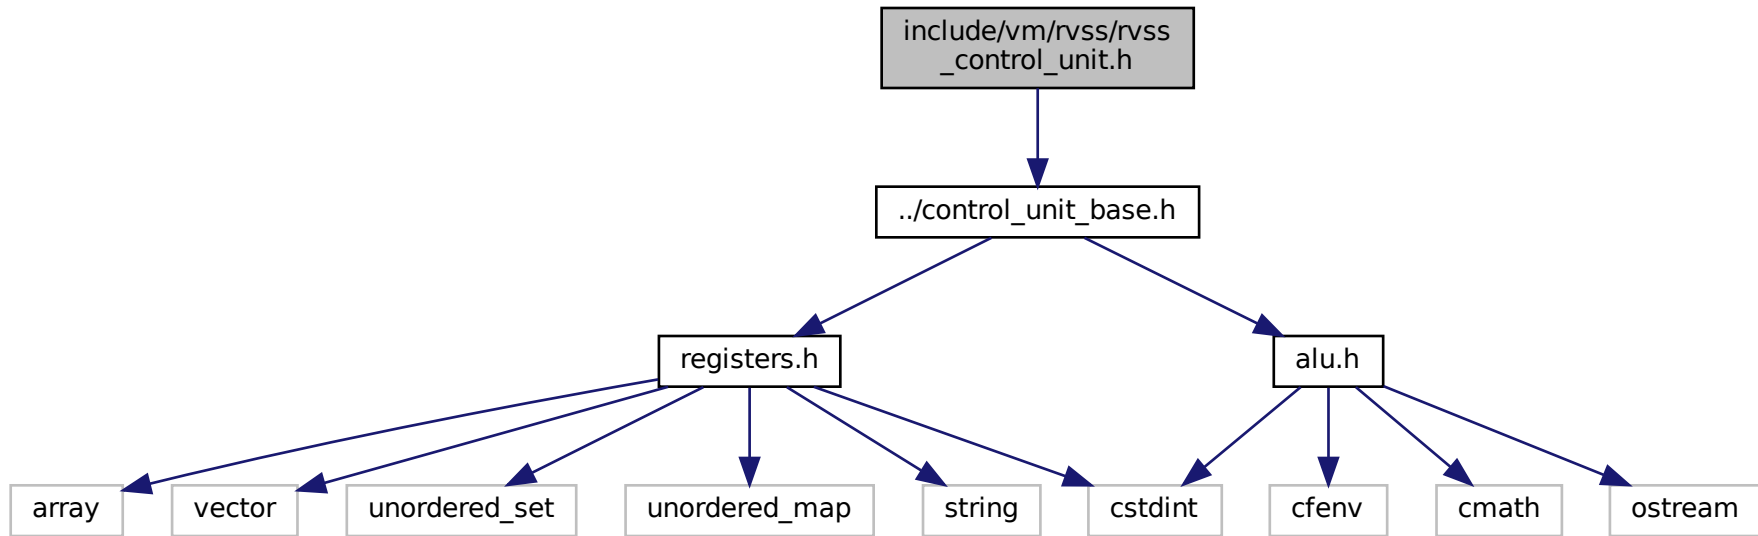 include/vm/rvss/rvss
_control_unit.h
../control_unit_base.h
registers.h
alu.h
array
vector
unordered_set
unordered_map
string
cstdint
cfenv
cmath
ostream